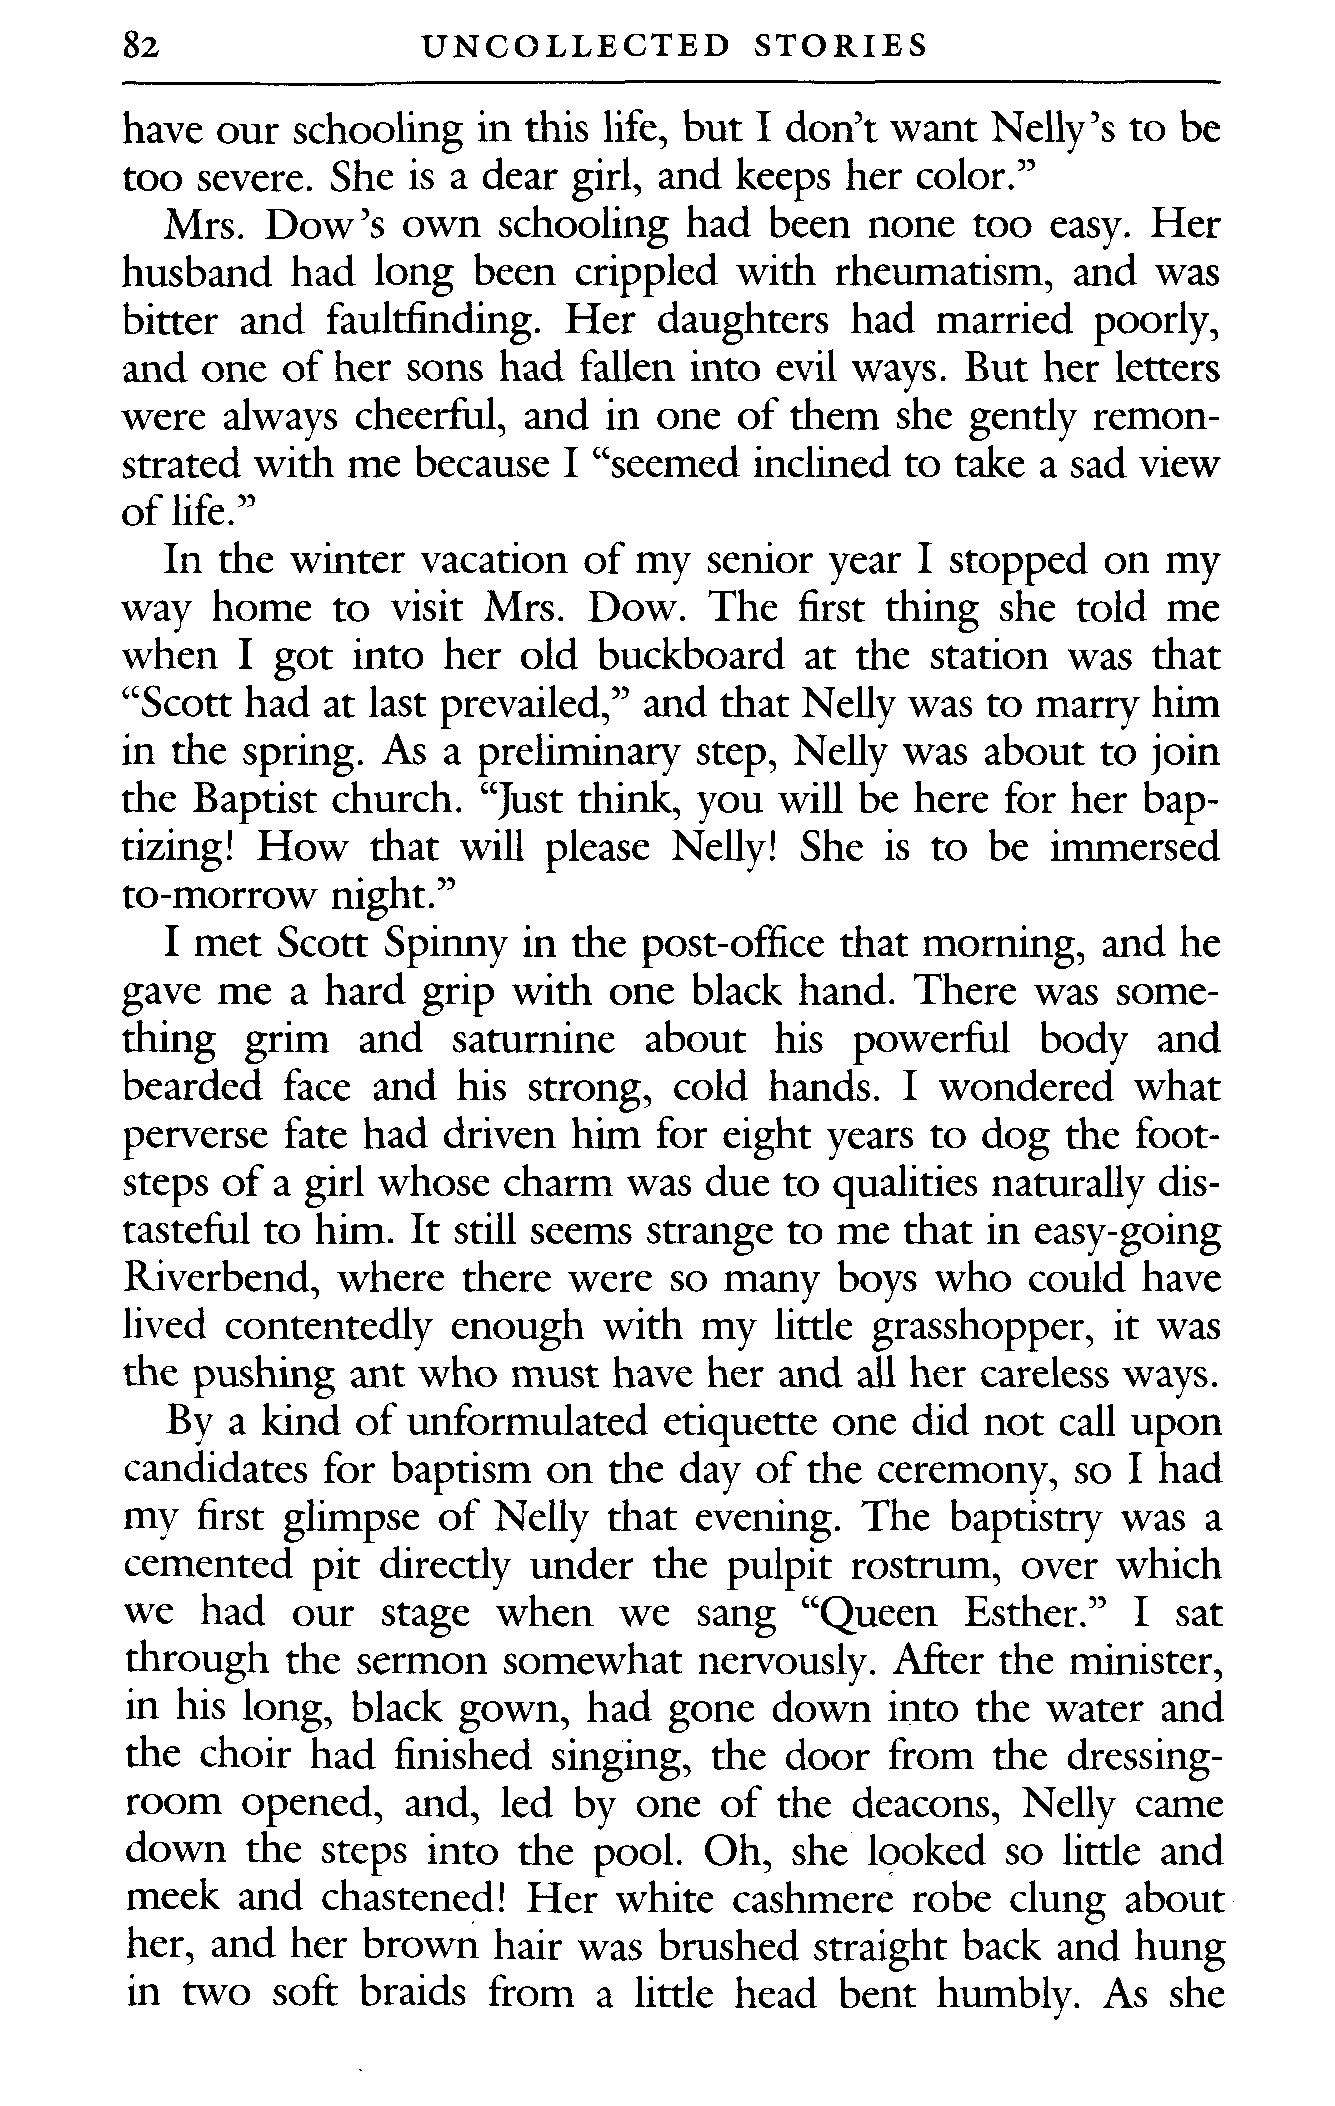 82 UNCOLLECTED STORIES
have our schooling in this life, but I don’t want Nelly’s to be
too severe. She is a dear girl, and keeps her color.”
Mrs. Dow’s own schooling had been none too easy. Her
husband had long been crippled with rheumatism, and was
bitter and faultfinding. Her daughters had married poorly,
and one of her sons had fallen into evil ways. But her letters
were always cheerful, and in one of them she gently remon-
strated with me because I “seemed inclined to take a sad view
of life.”
In the winter vacation of my senior year I stopped on my
way home to visit Mrs. Dow. The first thing she told me
when I got into her old buckboard at the station was that
“Scott had at last prevailed,” and that Nelly was to marry him
in the spring. As a preliminary step, Nelly was about to join
the Baptist church. “Just think, you will be here for her bap-
tizing! How that will please Nelly! She is to be immersed
to-morrow night.”
I met Scott Spinny in the post-office that morning, and he
gave me a hard grip with one black hand. There was some-
thing grim and saturnine about his powerful body and
bearded face and his strong, cold hands. I wondered what
perverse fate had driven him for eight years to dog the foot-
steps of a girl whose charm was due to qualities naturally dis-
tasteful to him. It still seems strange to me that in easy-going
Riverbend, where there were so many boys who could have
lived contentedly enough with my little grasshopper, it was
the pushing ant who must have her and all her careless ways.
By a kind of unformulated etiquette one did not call upon
candidates for baptism on the day of the ceremony, so I had
my first glimpse of Nelly that evening. The baptistry was a
cemented pit directly under the pulpit rostrum, over which
we had our stage when we sang “Queen Esther.” I sat
through the sermon somewhat nervously. After the minister,
in his long, black gown, had gone down into the water and
the choir had finished singing, the door from the dressing-
room opened, and, led by one of the deacons, Nelly came
down the steps into the pool. Oh, she looked so little and
meek and chastened! Her white cashmere robe clung about
her, and her brown hair was brushed straight back and hung
in two soft braids from a little head bent humbly. As she